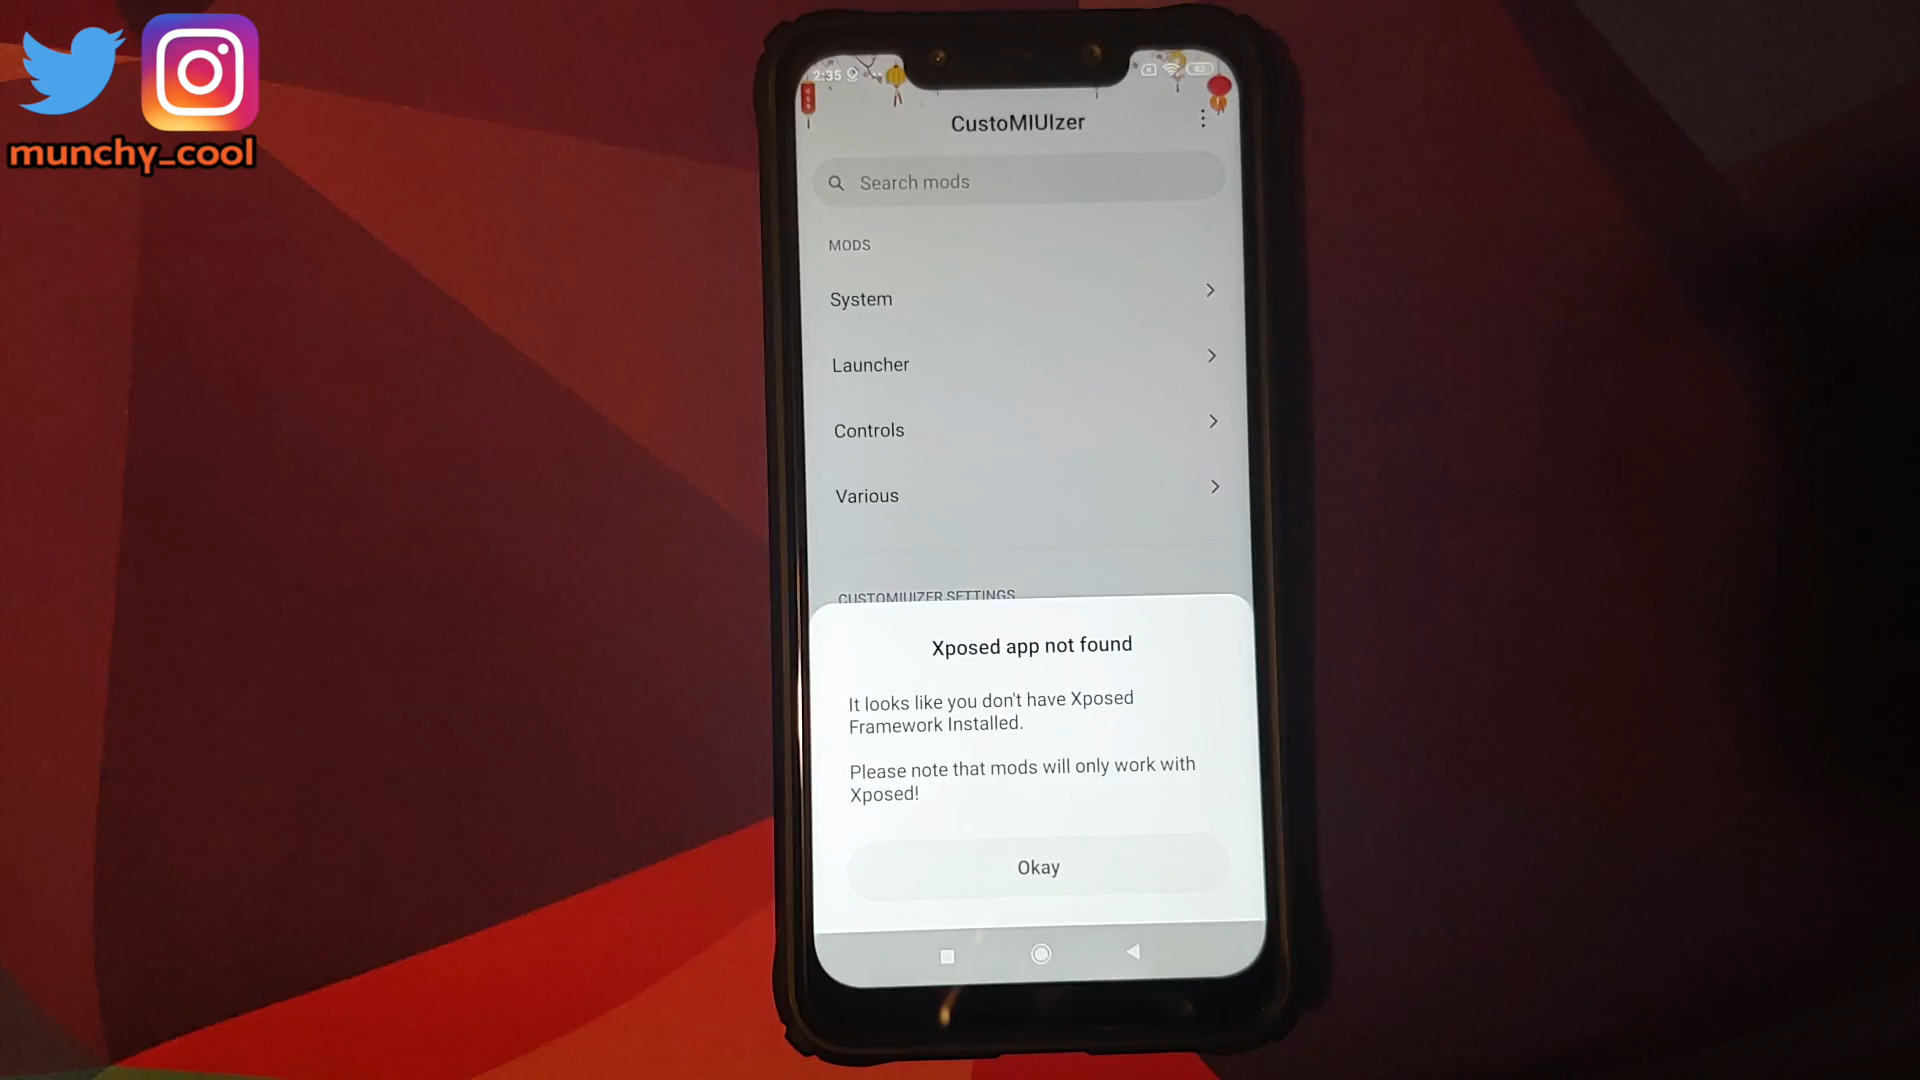 munchy_cool
2:35
82
CustoMIUIzer
Search mods
MODS
System
Launcher
Controls
Various
CUSTOMIUIZER SETTINGS
Xposed app not found
It looks like you don't have Xposed
Framework Installed.
Please note that mods will only work with
Xposed!
Okay